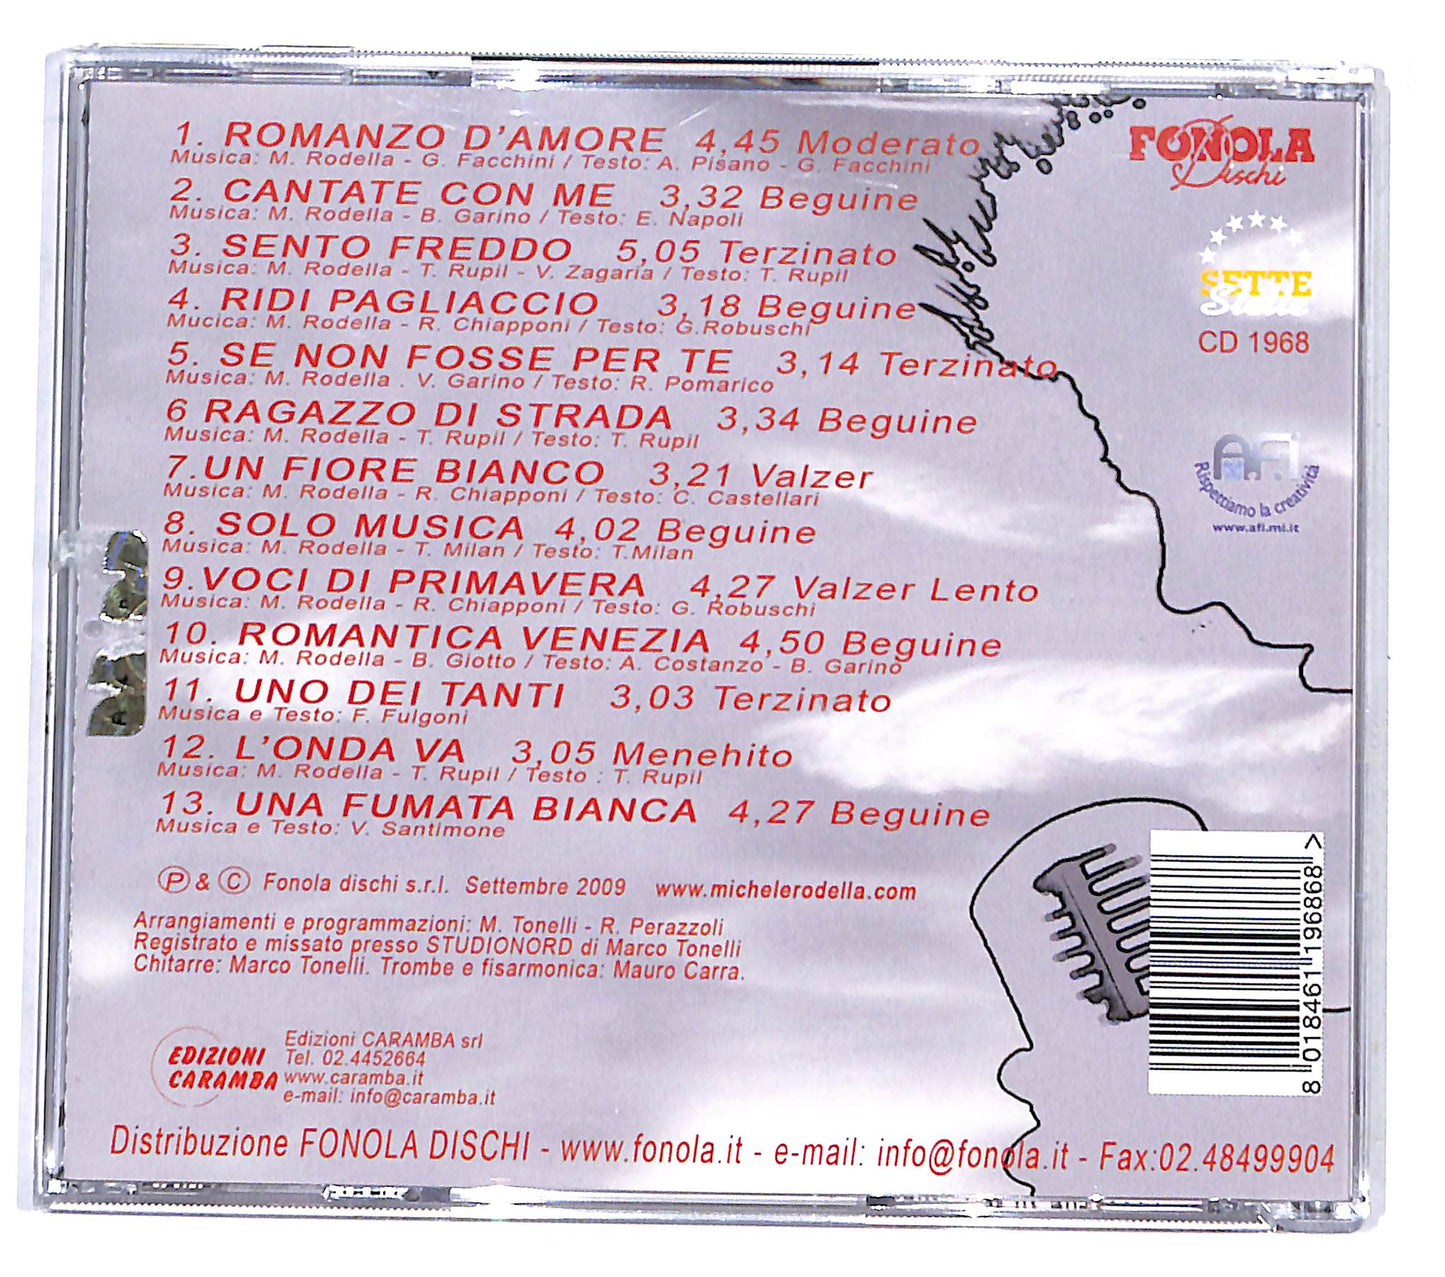 1. ROMANZO D'AMORE 4,45 Moderato
Musica: M. Rodella - G. Facchini / Testo: A. Pisano - G. Facchini
2. CANTATE CON ME 3,32 Beguine
Musica: M. Rodella - B. Garino / Testo: E. Napoli
3. SENTO FREDDO 5,05 Terzinato
Musica: M. Rodella - T. Rupil - V. Zagaria / Testo: T. Rupil
4. RIDI PAGLIACCIO 3,18 Beguine
Mucica: M. Rodella - R. Chiapponi / Testo: G.Robuschi
5. SE NON FOSSE PER TE 3,14 Terzinato
Musica: M. Rodella . V. Garino / Testo: R. Pomarico
6 RAGAZZO DI STRADA 3,34 Beguine
Musica: M. Rodella - T. Rupil / Testo: T. Rupil
7.UN FIORE BIANCO 3,21 Valzer
Musica: M. Rodella - R. Chiapponi / Testo: C. Castellari
8. SOLO MUSICA 4,02 Beguine
Musica: M. Rodella - T. Milan / Testo: T.Milan
9.VOCI DI PRIMAVERA 4,27 Valzer Lento
Musica: M. Rodella - R. Chiapponi / Testo: G. Robuschi
10. ROMANTICA VENEZIA 4,50 Beguine
Musica: M. Rodella - B. Giotto / Testo: A. Costanzo - B. Garino
11. UNO DEI TANTI 3,03 Terzinato
Musica e Testo: F. Fulgoni
12. L'ONDA VA 3,05 Menehito
Musica: M. Rodella - T. Rupil / Testo : T. Rupil
13. UNA FUMATA BIANCA 4,27 Beguine
Musica e Testo: V. Santimone
Ⓟ & © Fonola dischi s.r.l. Settembre 2009 www.michelerodella.com
Arrangiamenti e programmazioni: M. Tonelli - R. Perazzoli
Registrato e missato presso STUDIONORD di Marco Tonelli
Chitarre: Marco Tonelli. Trombe e fisarmonica: Mauro Carra.
EDIZIONI
CARAMBA
Edizioni CARAMBA srl
Tel. 02.4452664
www.caramba.it
e-mail: info@caramba.it
Distribuzione FONOLA DISCHI - www.fonola.it - e-mail: info@fonola.it - Fax:02.48499904
FONOLA
Dischi
SETTE
Stelle
CD 1968
A.F.I.
Rispettiamo la creatività
www.afi.mi.it
8 018461 196868 >